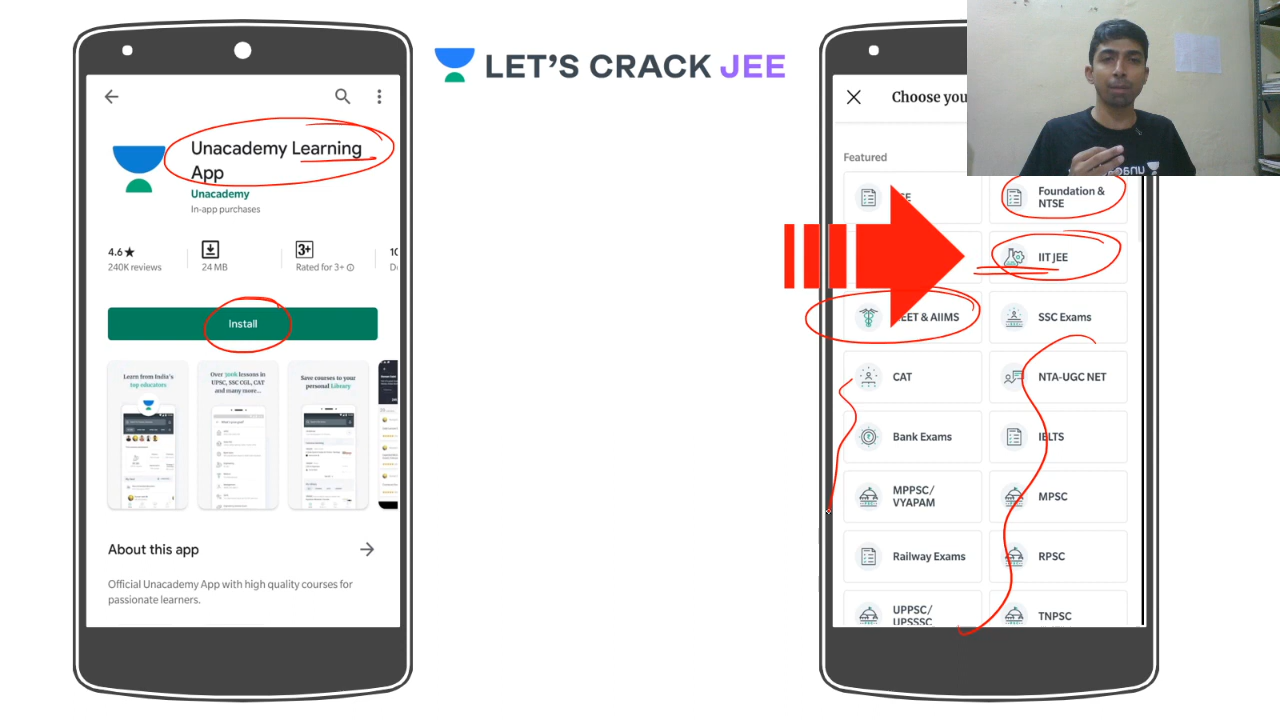 LET'S CRACK JEE
Unacademy Learning
App
Unacademy
In-app purchases
4.6★
240K reviews
24 MB
3+
Rated for 3+
Install
Learn from India's
top educators
Over 300k lessons in
UPSC, SSC CGL, CAT
and many more...
Save courses to your
personal Library
About this app
Official Unacademy App with high quality courses for
passionate learners.
Choose you
Featured
Foundation &
NTSE
IIT JEE
& AIIMS
SSC Exams
CAT
NTA-UGC NET
Bank Exams
IELTS
MPPSC/
VYAPAM
MPSC
Railway Exams
RPSC
UPPSC/
UPSSSC
TNPSC